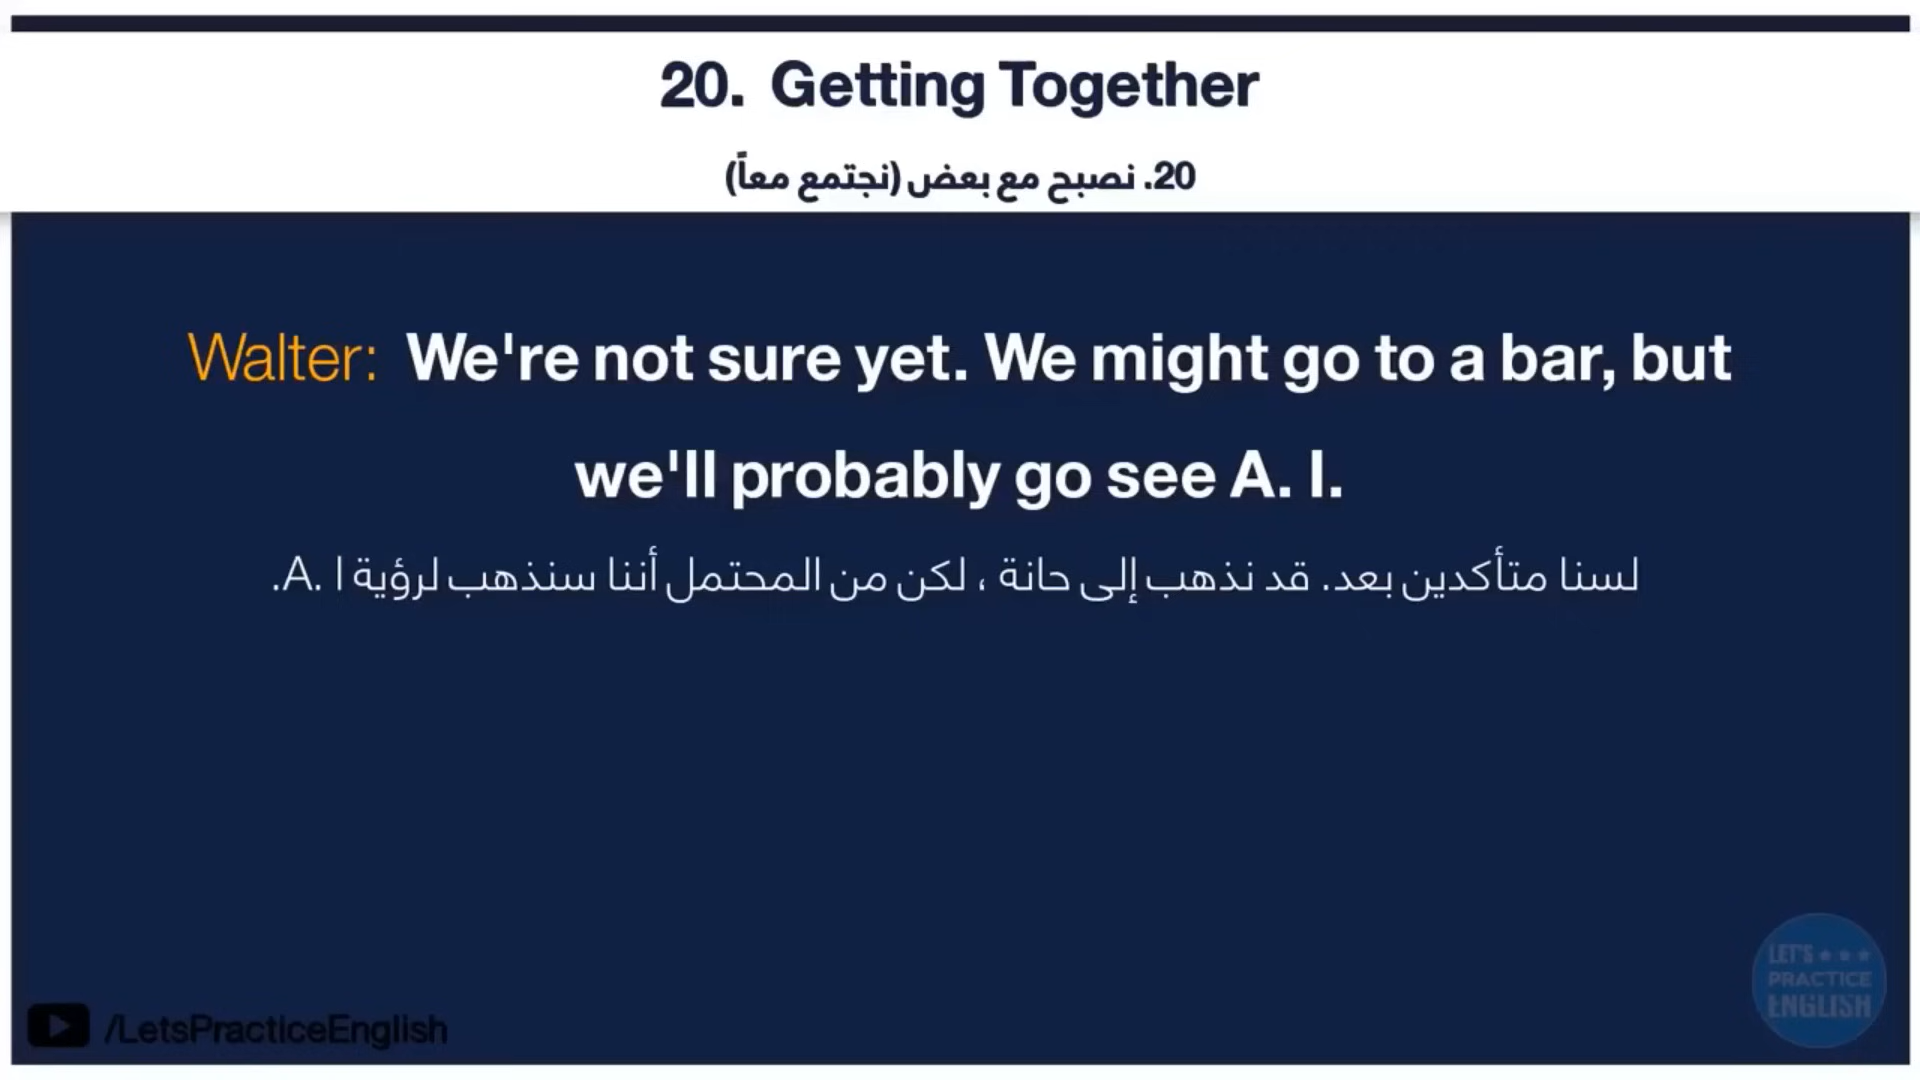 20. Getting Together
20. نصبح مع بعض (نجتمع معاً)
Walter: We're not sure yet. We might go to a bar, but
we'll probably go see A. I.
لسنا متأكدين بعد. قد نذهب إلى حانة ، لكن من المحتمل أننا سنذهب لرؤية A. I.
/LetsPracticeEnglish
LET'S
PRACTICE
ENGLISH